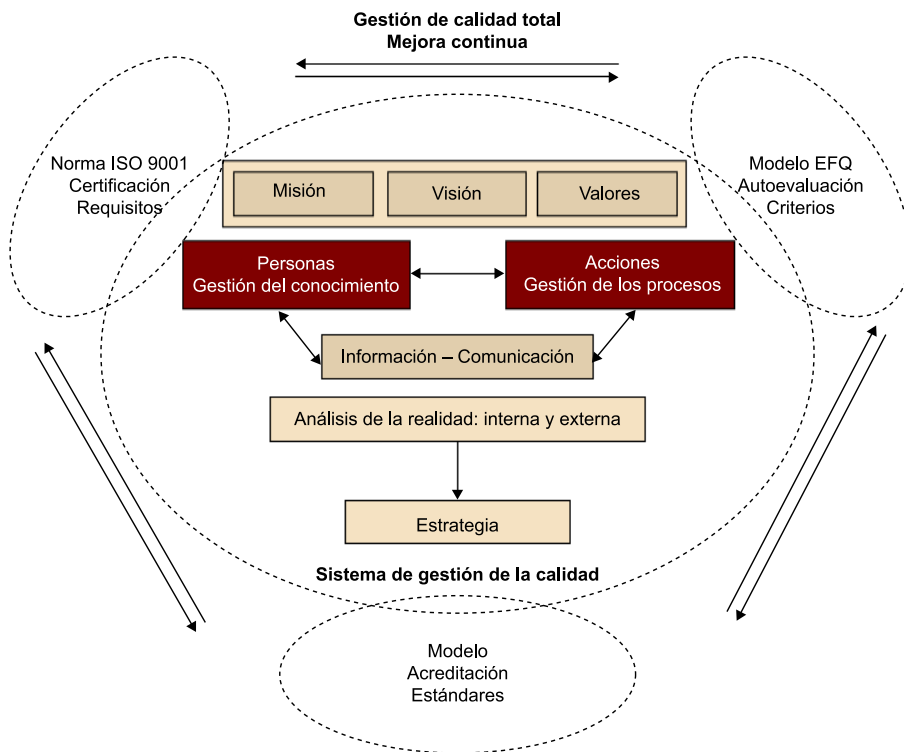 Gestión de calidad total
Mejora continua
Norma ISO 9001
Certificación
Requisitos
Modelo EFQ
Autoevaluación
Criterios
Misión
Visión
Valores
Personas
Gestión del conocimiento
Acciones
Gestión de los procesos
Información – Comunicación
Análisis de la realidad: interna y externa
Estrategia
Sistema de gestión de la calidad
Modelo
Acreditación
Estándares